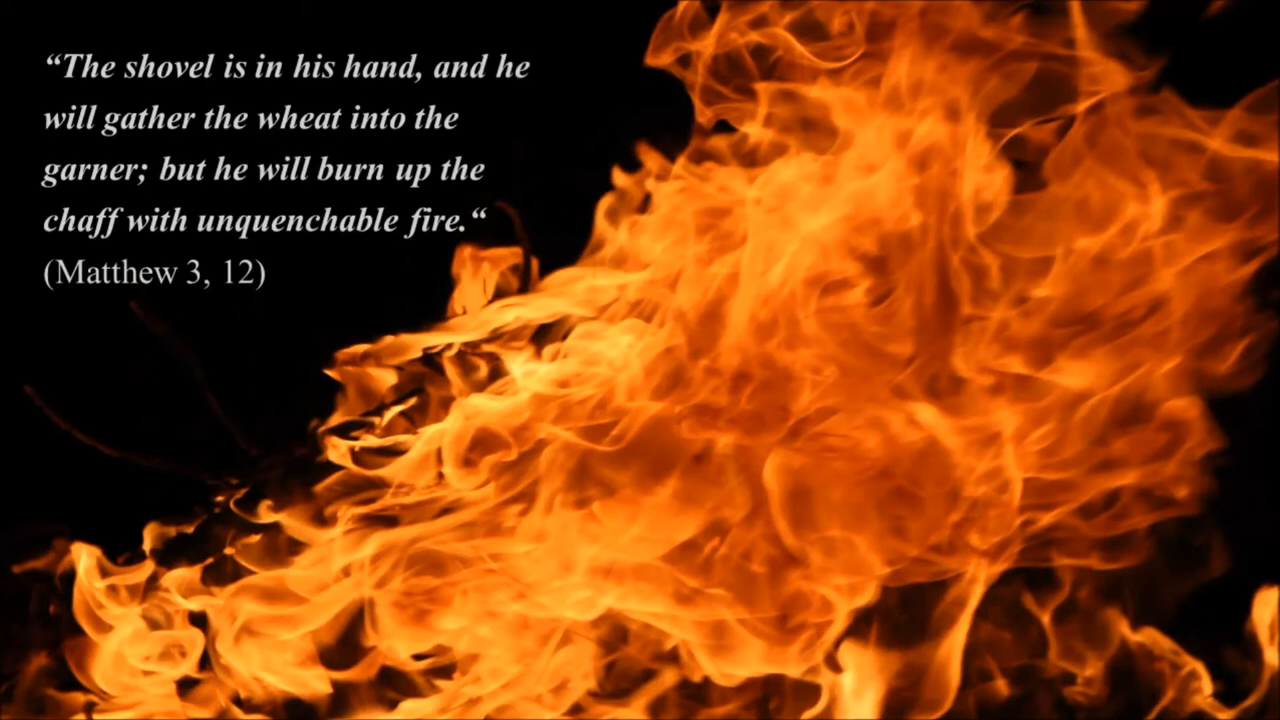 “The shovel is in his hand, and he
will gather the wheat into the
garner; but he will burn up the
chaff with unquenchable fire.“
(Matthew 3, 12)